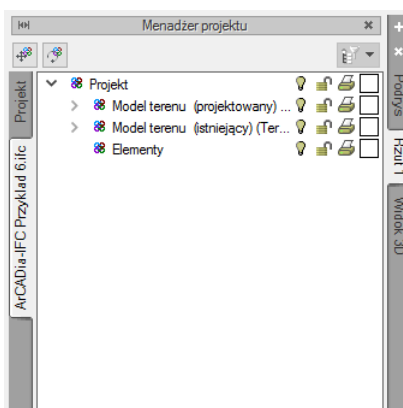 Menadżer projektu
Projekt
Model terenu (projektowany) ...
Model terenu (istniejący) (Ter...
Elementy
Projekt
ArCADia-IFC Przyklad 6.ifc
Podrys
Rzut 1
Widok 3D